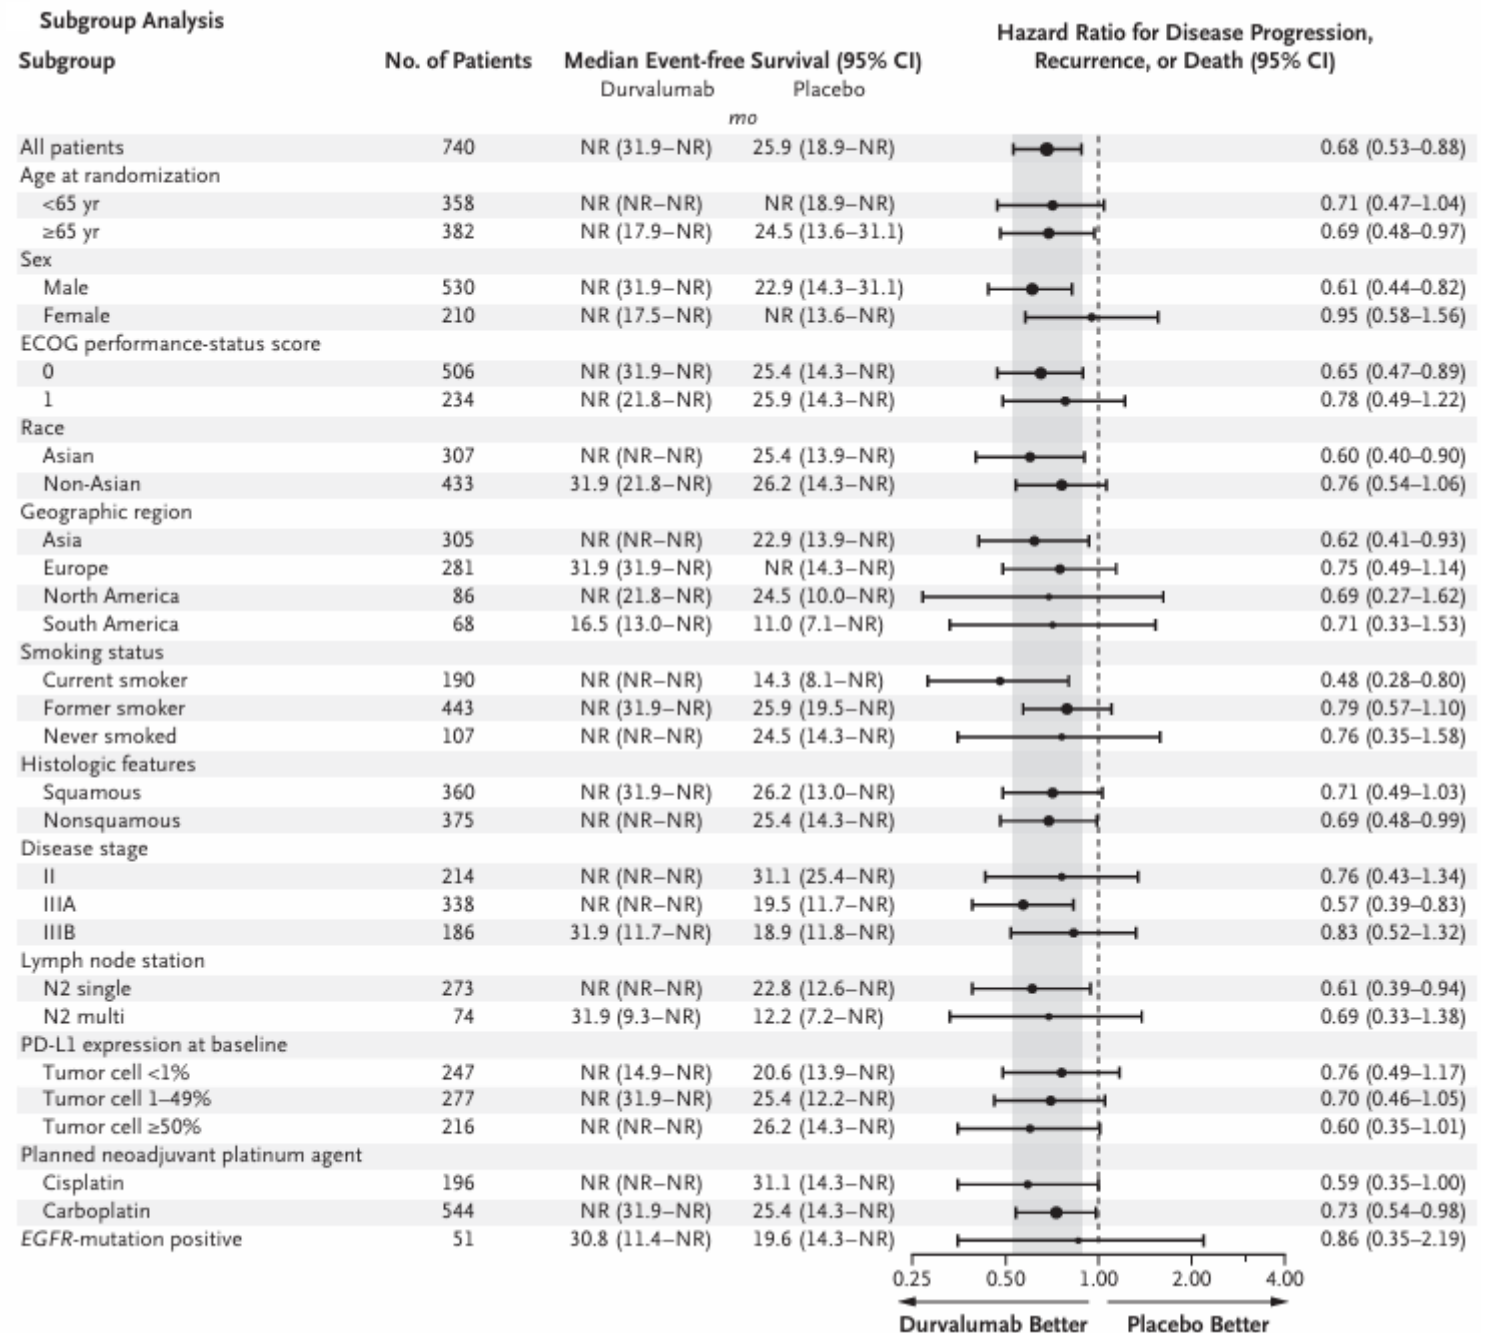 Subgroup Analysis
Hazard Ratio for Disease Progression,
Subgroup No. of Patients Median Event-free Survival (95% CI) Recurrence, or Death (95% CI)
Durvalumab Placebo
mo
All patients 740 NR (31.9–NR) 25.9 (18.9–NR) 0.68 (0.53–0.88)
Age at randomization
<65 yr 358 NR (NR–NR) NR (18.9–NR) 0.71 (0.47–1.04)
≥65 yr 382 NR (17.9–NR) 24.5 (13.6–31.1) 0.69 (0.48–0.97)
Sex
Male 530 NR (31.9–NR) 22.9 (14.3–31.1) 0.61 (0.44–0.82)
Female 210 NR (17.5–NR) NR (13.6–NR) 0.95 (0.58–1.56)
ECOG performance-status score
0 506 NR (31.9–NR) 25.4 (14.3–NR) 0.65 (0.47–0.89)
1 234 NR (21.8–NR) 25.9 (14.3–NR) 0.78 (0.49–1.22)
Race
Asian 307 NR (NR–NR) 25.4 (13.9–NR) 0.60 (0.40–0.90)
Non-Asian 433 31.9 (21.8–NR) 26.2 (14.3–NR) 0.76 (0.54–1.06)
Geographic region
Asia 305 NR (NR–NR) 22.9 (13.9–NR) 0.62 (0.41–0.93)
Europe 281 31.9 (31.9–NR) NR (14.3–NR) 0.75 (0.49–1.14)
North America 86 NR (21.8–NR) 24.5 (10.0–NR) 0.69 (0.27–1.62)
South America 68 16.5 (13.0–NR) 11.0 (7.1–NR) 0.71 (0.33–1.53)
Smoking status
Current smoker 190 NR (NR–NR) 14.3 (8.1–NR) 0.48 (0.28–0.80)
Former smoker 443 NR (31.9–NR) 25.9 (19.5–NR) 0.79 (0.57–1.10)
Never smoked 107 NR (NR–NR) 24.5 (14.3–NR) 0.76 (0.35–1.58)
Histologic features
Squamous 360 NR (31.9–NR) 26.2 (13.0–NR) 0.71 (0.49–1.03)
Nonsquamous 375 NR (NR–NR) 25.4 (14.3–NR) 0.69 (0.48–0.99)
Disease stage
II 214 NR (NR–NR) 31.1 (25.4–NR) 0.76 (0.43–1.34)
IIIA 338 NR (NR–NR) 19.5 (11.7–NR) 0.57 (0.39–0.83)
IIIB 186 31.9 (11.7–NR) 18.9 (11.8–NR) 0.83 (0.52–1.32)
Lymph node station
N2 single 273 NR (NR–NR) 22.8 (12.6–NR) 0.61 (0.39–0.94)
N2 multi 74 31.9 (9.3–NR) 12.2 (7.2–NR) 0.69 (0.33–1.38)
PD-L1 expression at baseline
Tumor cell <1% 247 NR (14.9–NR) 20.6 (13.9–NR) 0.76 (0.49–1.17)
Tumor cell 1–49% 277 NR (31.9–NR) 25.4 (12.2–NR) 0.70 (0.46–1.05)
Tumor cell ≥50% 216 NR (NR–NR) 26.2 (14.3–NR) 0.60 (0.35–1.01)
Planned neoadjuvant platinum agent
Cisplatin 196 NR (NR–NR) 31.1 (14.3–NR) 0.59 (0.35–1.00)
Carboplatin 544 NR (31.9–NR) 25.4 (14.3–NR) 0.73 (0.54–0.98)
EGFR-mutation positive 51 30.8 (11.4–NR) 19.6 (14.3–NR) 0.86 (0.35–2.19)
0.25 0.50 1.00 2.00 4.00
Durvalumab Better Placebo Better